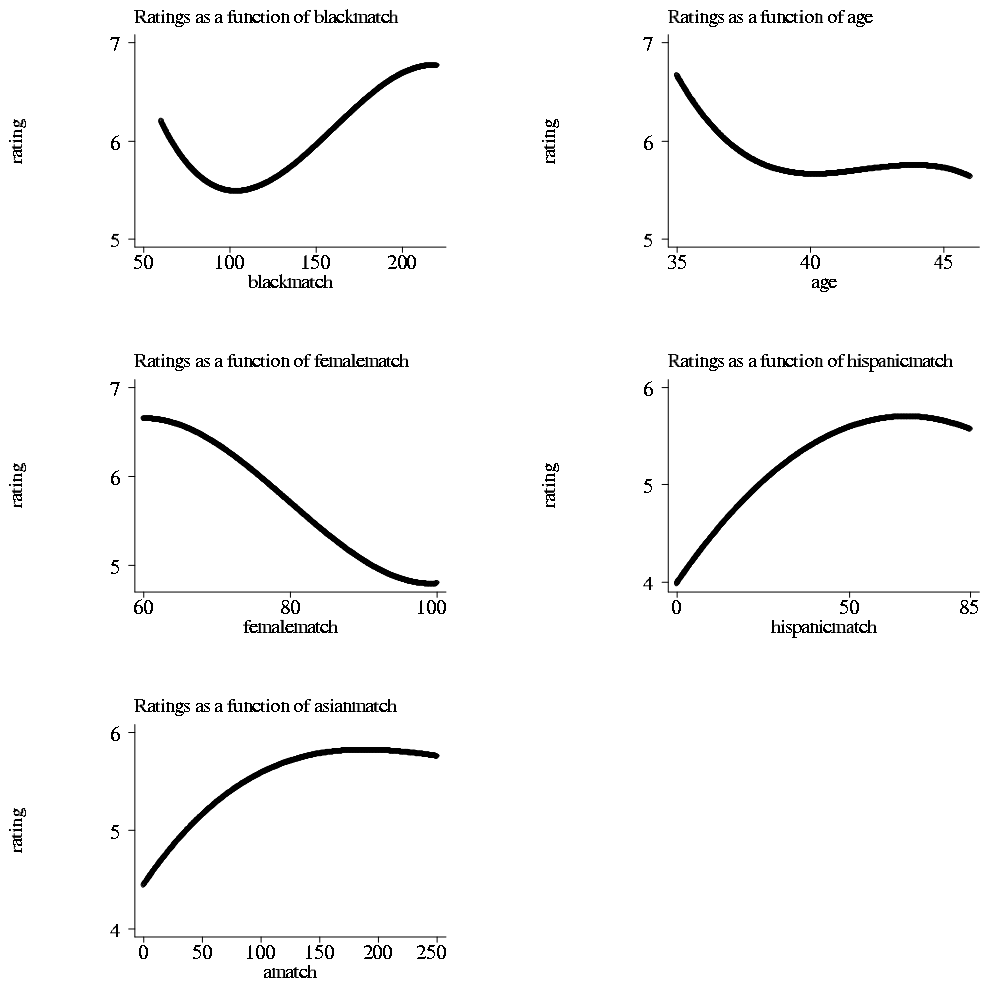 Ratings as a function of blackmatch
7
6
5
rating
50 100 150 200
blackmatch
Ratings as a function of age
7
6
5
rating
35 40 45
age
Ratings as a function of femalematch
7
6
5
rating
60 80 100
femalematch
Ratings as a function of hispanicmatch
6
5
4
rating
0 50 85
hispanicmatch
Ratings as a function of asianmatch
6
5
4
rating
0 50 100 150 200 250
amatch